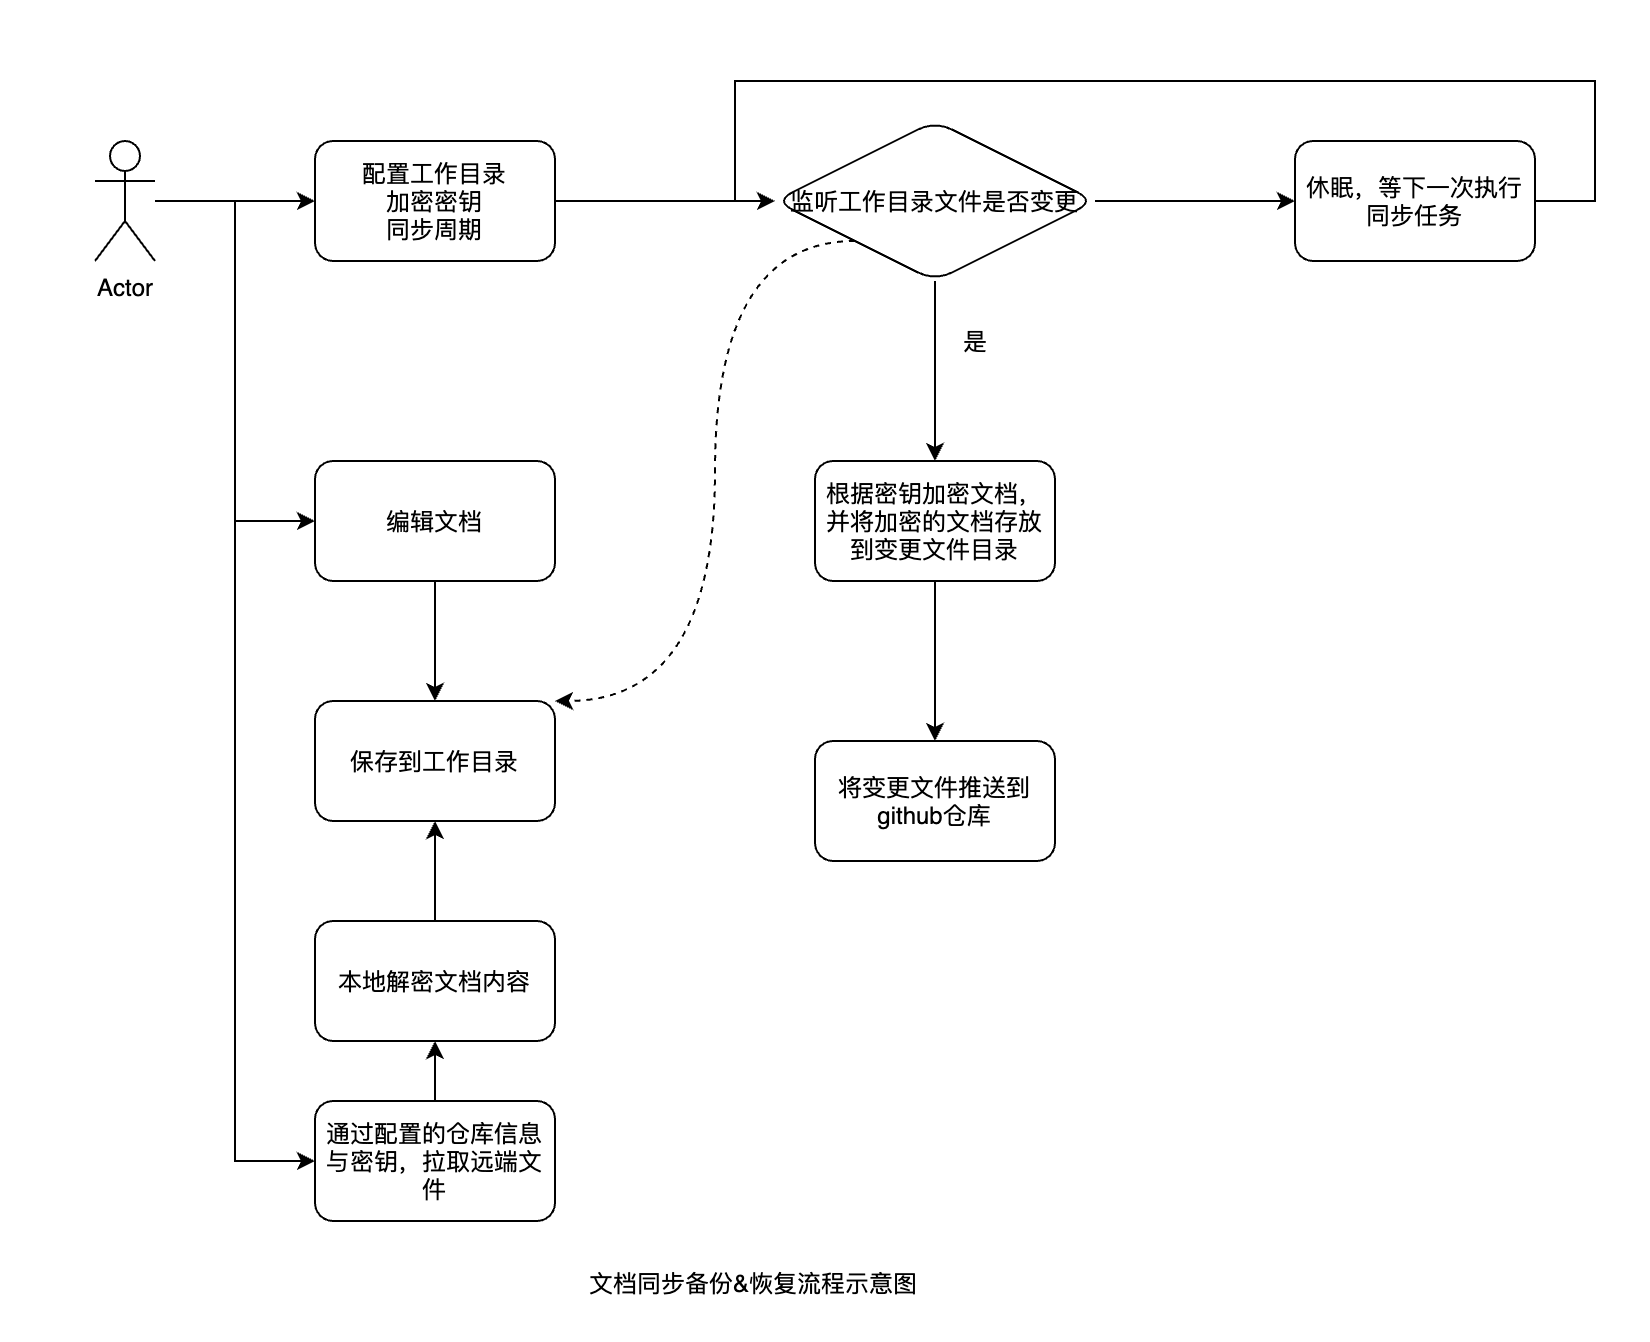 Actor
配置工作目录
加密密钥
同步周期
监听工作目录文件是否变更
休眠，等下一次执行
同步任务
是
编辑文档
根据密钥加密文档，
并将加密的文档存放
到变更文件目录
保存到工作目录
将变更文件推送到
github仓库
本地解密文档内容
通过配置的仓库信息
与密钥，拉取远端文
件
文档同步备份&恢复流程示意图